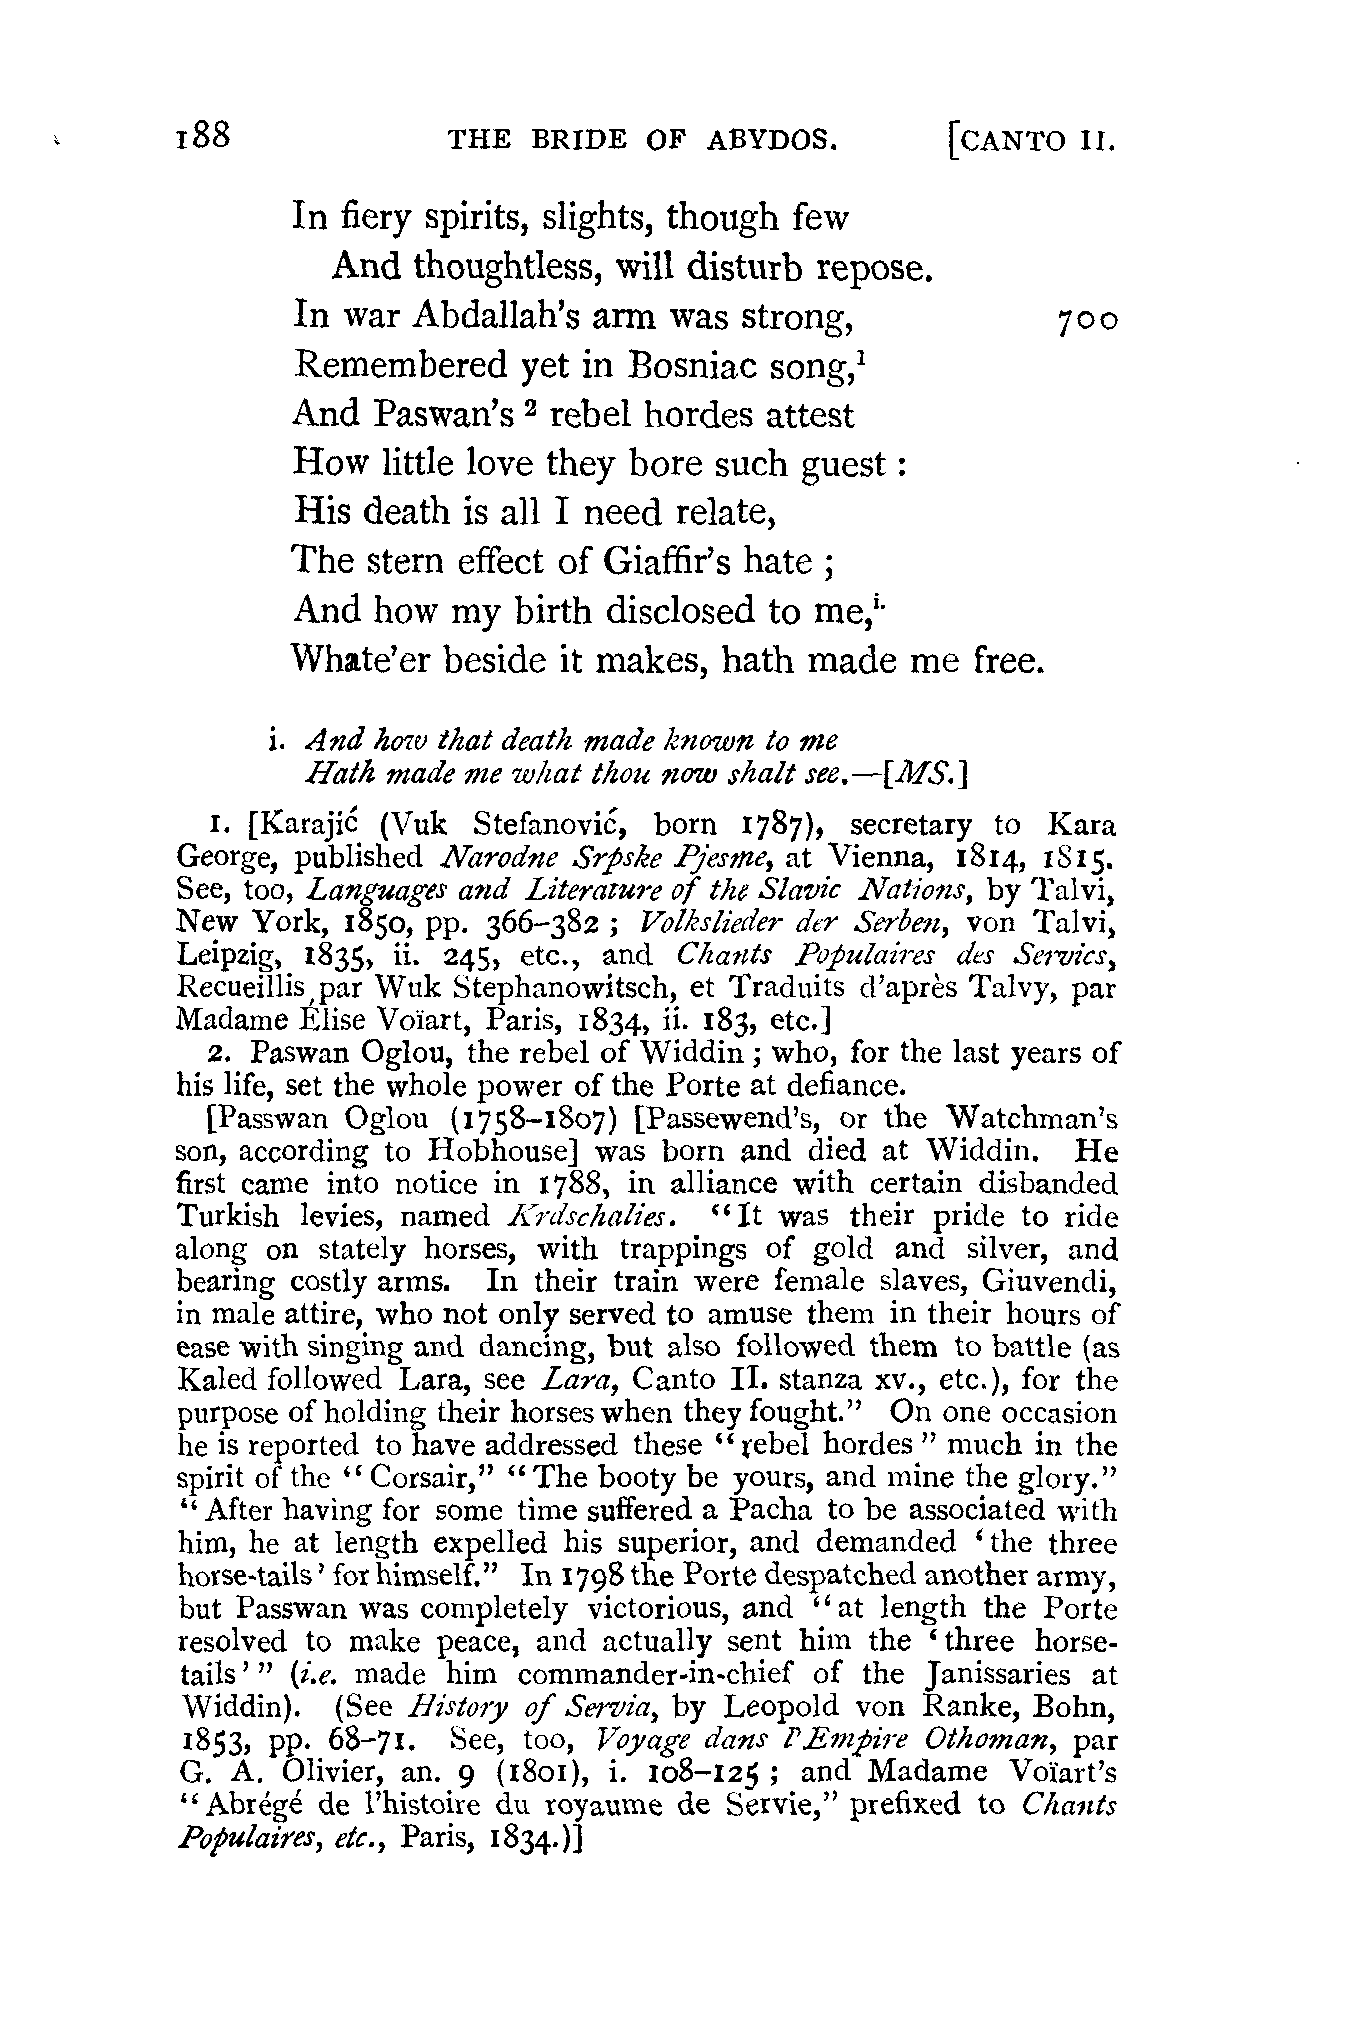 188 THE BRIDE OF ABYDOS. [CANTO II.
In fiery spirits, slights, though few
And thoughtless, will disturb repose.
In war Abdallah's arm was strong, 700
Remembered yet in Bosniac song,¹
And Paswan's ² rebel hordes attest
How little love they bore such guest :
His death is all I need relate,
The stern effect of Giaffir's hate ;
And how my birth disclosed to me,ⁱ·
Whate'er beside it makes, hath made me free.
i. And how that death made known to me
Hath made me what thou now shalt see.—[MS.]
1. [Karajić (Vuk Stefanović, born 1787), secretary to Kara
George, published Narodne Srpske Pjesme, at Vienna, 1814, 1815.
See, too, Languages and Literature of the Slavic Nations, by Talvi,
New York, 1850, pp. 366–382 ; Volkslieder der Serben, von Talvi,
Leipzig, 1835, ii. 245, etc., and Chants Populaires des Servics,
Recueillis par Wuk Stephanowitsch, et Traduits d'après Talvy, par
Madame Élise Voïart, Paris, 1834, ii. 183, etc.]
2. Paswan Oglou, the rebel of Widdin ; who, for the last years of
his life, set the whole power of the Porte at defiance.
[Passwan Oglou (1758–1807) [Passewend's, or the Watchman's
son, according to Hobhouse] was born and died at Widdin. He
first came into notice in 1788, in alliance with certain disbanded
Turkish levies, named Krdschalies. "It was their pride to ride
along on stately horses, with trappings of gold and silver, and
bearing costly arms. In their train were female slaves, Giuvendi,
in male attire, who not only served to amuse them in their hours of
ease with singing and dancing, but also followed them to battle (as
Kaled followed Lara, see Lara, Canto II. stanza xv., etc.), for the
purpose of holding their horses when they fought." On one occasion
he is reported to have addressed these "rebel hordes" much in the
spirit of the "Corsair," "The booty be yours, and mine the glory."
"After having for some time suffered a Pacha to be associated with
him, he at length expelled his superior, and demanded 'the three
horse-tails' for himself." In 1798 the Porte despatched another army,
but Passwan was completely victorious, and "at length the Porte
resolved to make peace, and actually sent him the 'three horse-
tails'" (i.e. made him commander-in-chief of the Janissaries at
Widdin). (See History of Servia, by Leopold von Ranke, Bohn,
1853, pp. 68–71. See, too, Voyage dans l'Empire Othoman, par
G. A. Olivier, an. 9 (1801), i. 108–125 ; and Madame Voïart's
"Abrégé de l'histoire du royaume de Servie," prefixed to Chants
Populaires, etc., Paris, 1834.)]